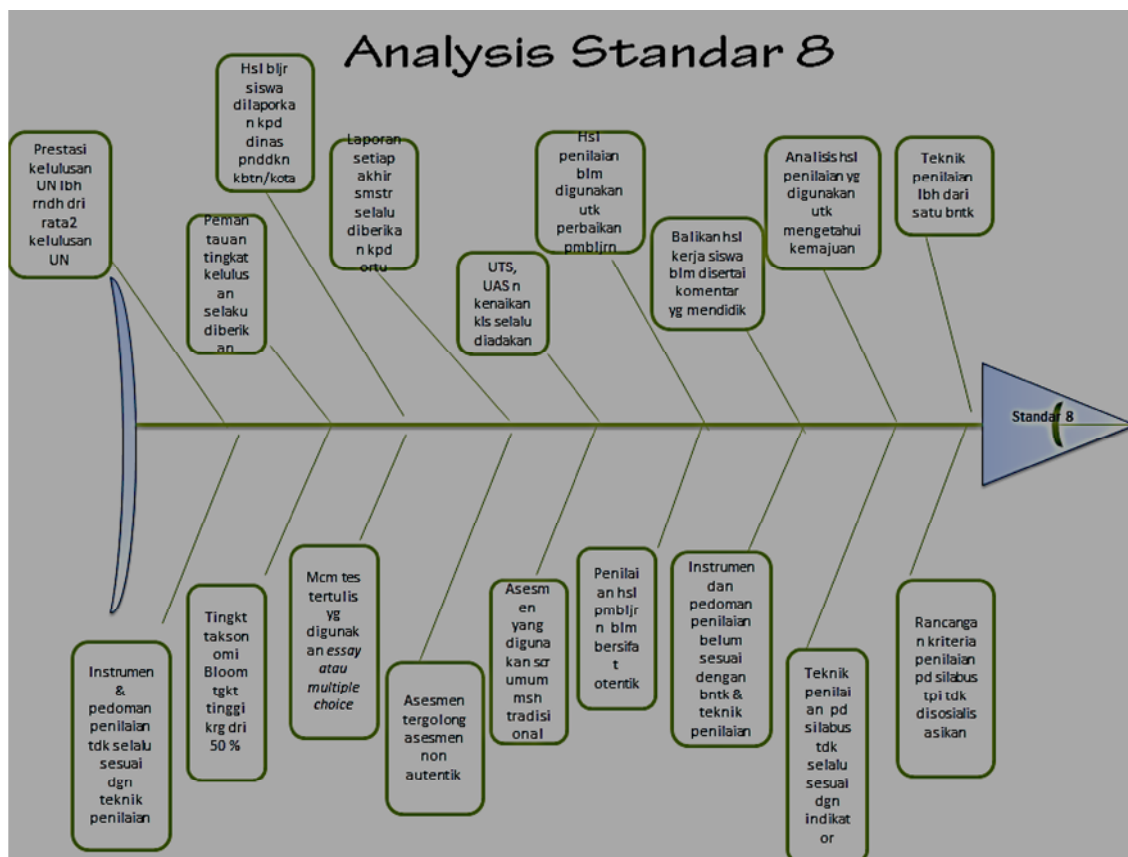 Analysis Standar 8
Prestasi
kelulusan
UN lbh
rndh dri
rata2
kelulusan
UN
Peman
tauan
tingkat
kelulus
an
selaku
diberik
an
Hsl bljr
siswa
dilaporka
n kpd
dinas
pnddkn
kbtn/kota
Laporan
setiap
akhir
smstr
selalu
diberika
n kpd
ortu
UTS,
UAS n
kenaikan
kls selalu
diadakan
Hsl
penilaian
blm
digunakan
utk
perbaikan
pmbljrn
Balikan hsl
kerja siswa
blm disertai
komentar
yg mendidik
Analisis hsl
penilaian yg
digunakan
utk
mengetahui
kemajuan
Teknik
penilaian
lbh dari
satu bntk
Standar 8
Instrumen
&
pedoman
penilaian
tdk selalu
sesuai
dgn
teknik
penilaian
Tingkt
takson
omi
Bloom
tgkt
tinggi
krg dri
50 %
Mcm tes
tertulis
yg
digunak
an essay
atau
multiple
choice
Asesmen
tergolong
asesmen
non
autentik
Asesm
en
yang
diguna
kan scr
umum
msh
tradisi
onal
Penilai
an hsl
pmbljr
n blm
bersifa
t
otentik
Instrumen
dan
pedoman
penilaian
belum
sesuai
dengan
bntk &
teknik
penilaian
Teknik
penilai
an pd
silabus
tdk
selalu
sesuai
dgn
indikat
or
Rancanga
n kriteria
penilaian
pd silabus
tpi tdk
disosialis
asikan